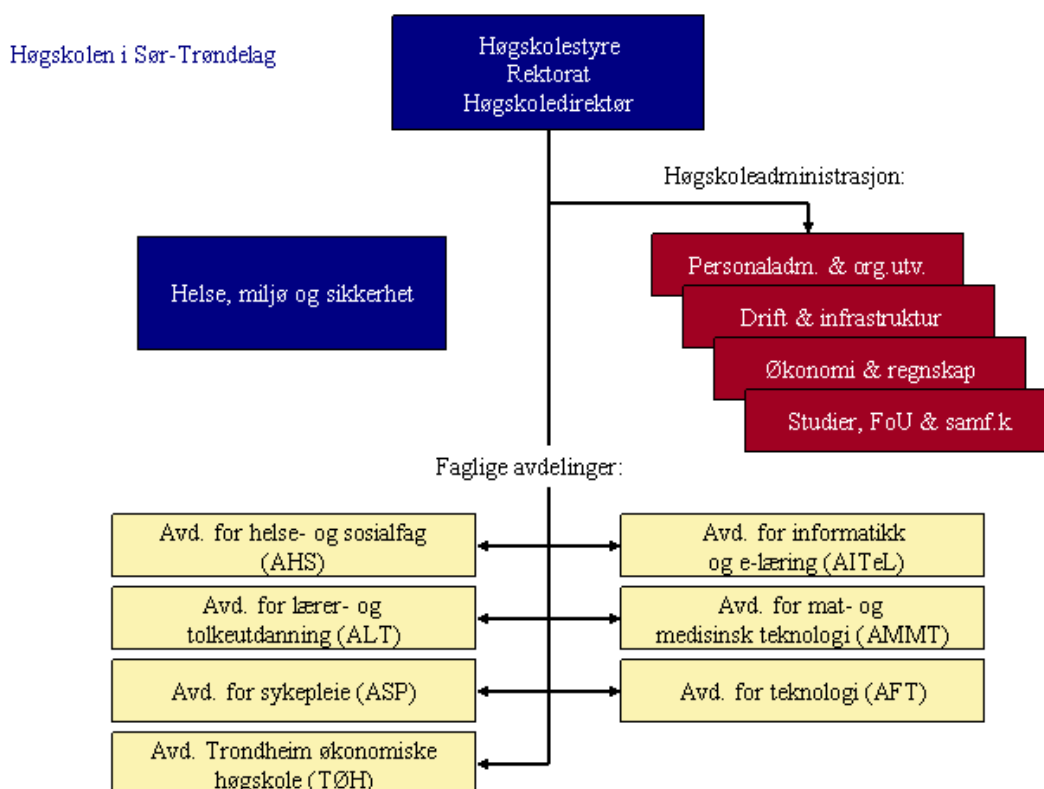 Høgskolen i Sør-Trøndelag
Høgskolestyre
Rektorat
Høgskoledirektør
Høgskoleadministrasjon:
Helse, miljø og sikkerhet
Personaladm. & org.utv.
Drift & infrastruktur
Økonomi & regnskap
Studier, FoU & samf.k
Faglige avdelinger:
Avd. for helse- og sosialfag
(AHS)
Avd. for informatikk
og e-læring (AITeL)
Avd. for lærer- og
tolkeutdanning (ALT)
Avd. for mat- og
medisinsk teknologi (AMMT)
Avd. for sykepleie (ASP)
Avd. for teknologi (AFT)
Avd. Trondheim økonomiske
høgskole (TØH)